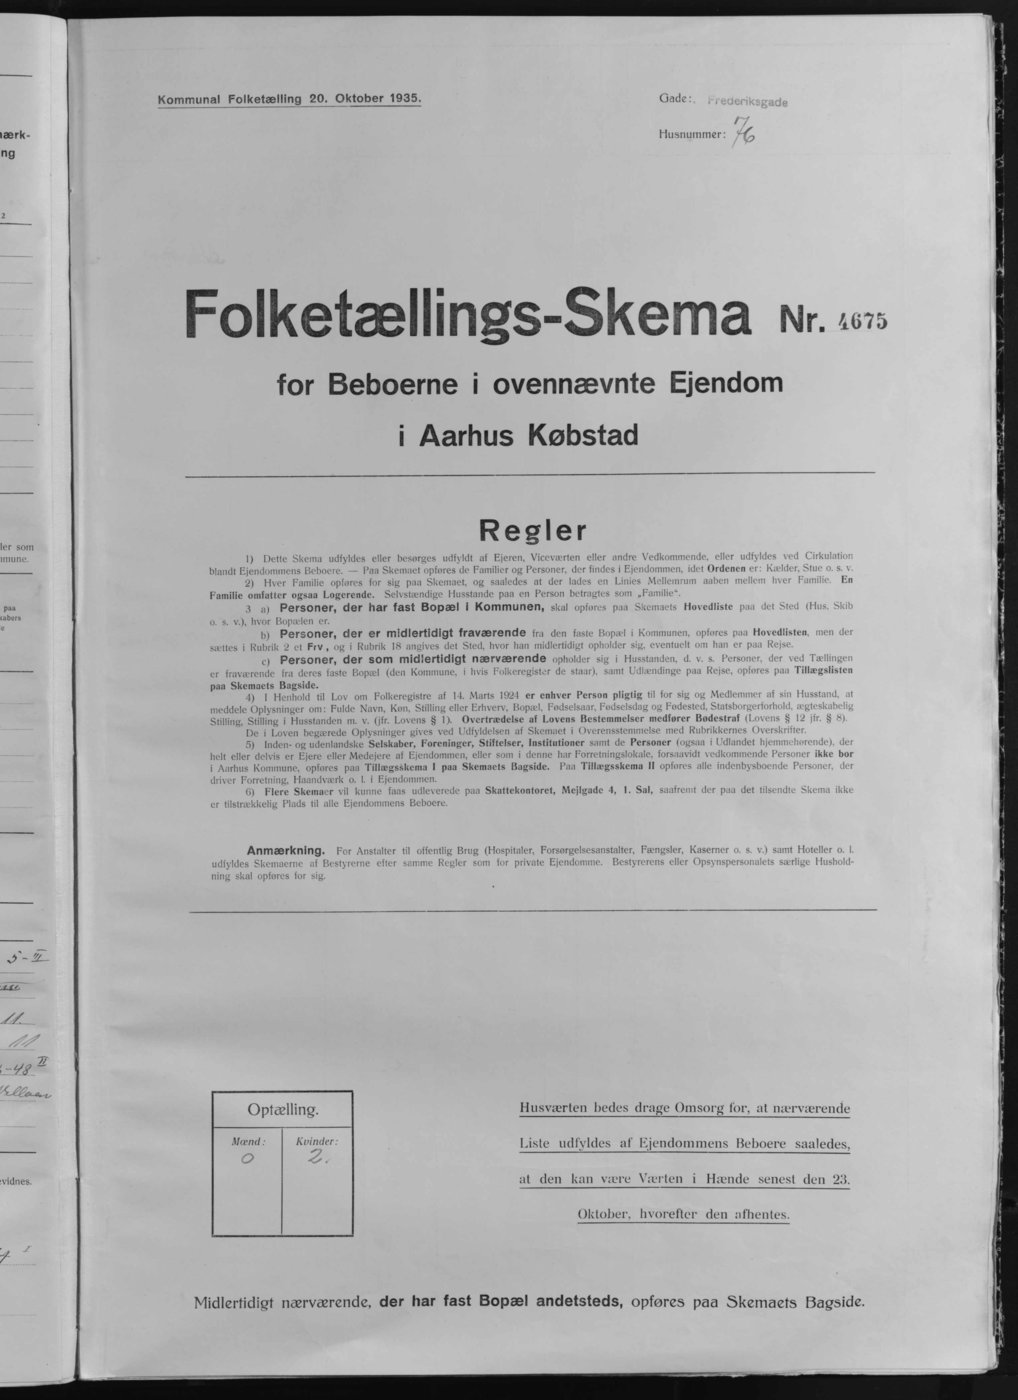 Kommunal Folketælling 20. Oktober 1935.
Gade: Frederiksgade
Husnummer: 76
Folketællings-Skema Nr. 4675
for Beboerne i ovennævnte Ejendom
i Aarhus Købstad
Regler
1) Dette Skema udfyldes eller besørges udfyldt af Ejeren, Viceværten eller andre Vedkommende, eller udfyldes ved Cirkulation
blandt Ejendommens Beboere. — Paa Skemaet opføres de Familier og Personer, der findes i Ejendommen, idet Ordenen er: Kælder, Stue o. s. v.
2) Hver Familie opføres for sig paa Skemaet, og saaledes at der lades en Linies Mellemrum aaben mellem hver Familie. En
Familie omfatter ogsaa Logerende. Selvstændige Husstande paa en Person betragtes som „Familie“.
3 a) Personer, der har fast Bopæl i Kommunen, skal opføres paa Skemaets Hovedliste paa det Sted (Hus, Skib
o. s. v.), hvor Bopælen er.
b) Personer, der er midlertidigt fraværende fra den faste Bopæl i Kommunen, opføres paa Hovedlisten, men der
sættes i Rubrik 2 et Frv, og i Rubrik 18 angives det Sted, hvor han midlertidigt opholder sig, eventuelt om han er paa Rejse.
c) Personer, der som midlertidigt nærværende opholder sig i Husstanden, d. v. s. Personer, der ved Tællingen
er fraværende fra deres faste Bopæl (den Kommune, i hvis Folkeregister de staar), samt Udlændinge paa Rejse, opføres paa Tillægslisten
paa Skemaets Bagside.
4) I Henhold til Lov om Folkeregistre af 14. Marts 1924 er enhver Person pligtig til for sig og Medlemmer af sin Husstand, at
meddele Oplysninger om: Fulde Navn, Køn, Stilling eller Erhverv, Bopæl, Fødselsaar, Fødselsdag og Fødested, Statsborgerforhold, ægteskabelig
Stilling, Stilling i Husstanden m. v. (jfr. Lovens § 1). Overtrædelse af Lovens Bestemmelser medfører Bødestraf (Lovens § 12 jfr. § 8).
De i Loven begærede Oplysninger gives ved Udfyldelsen af Skemaet i Overensstemmelse med Rubrikkernes Overskrifter.
5) Inden- og udenlandske Selskaber, Foreninger, Stiftelser, Institutioner samt de Personer (ogsaa i Udlandet hjemmehørende), der
helt eller delvis er Ejere eller Medejere af Ejendommen, eller som i denne har Forretningslokale, forsaavidt vedkommende Personer ikke bor
i Aarhus Kommune, opføres paa Tillægsskema I paa Skemaets Bagside. Paa Tillægsskema II opføres alle indenbysboende Personer, der
driver Forretning, Haandværk o. l. i Ejendommen.
6) Flere Skemaer vil kunne faas udleverede paa Skattekontoret, Mejlgade 4, 1. Sal, saafremt der paa det tilsendte Skema ikke
er tilstrækkelig Plads til alle Ejendommens Beboere.
Anmærkning. For Anstalter til offentlig Brug (Hospitaler, Forsørgelsesanstalter, Fængsler, Kaserner o. s. v.) samt Hoteller o. l.
udfyldes Skemaerne af Bestyrerne efter samme Regler som for private Ejendomme. Bestyrerens eller Opsynspersonalets særlige Hushold-
ning skal opføres for sig.
Optælling.
Mænd: Kvinder:
0 2.
Husværten bedes drage Omsorg for, at nærværende
Liste udfyldes af Ejendommens Beboere saaledes,
at den kan være Værten i Hænde senest den 23.
Oktober, hvorefter den afhentes.
Midlertidigt nærværende, der har fast Bopæl andetsteds, opføres paa Skemaets Bagside.